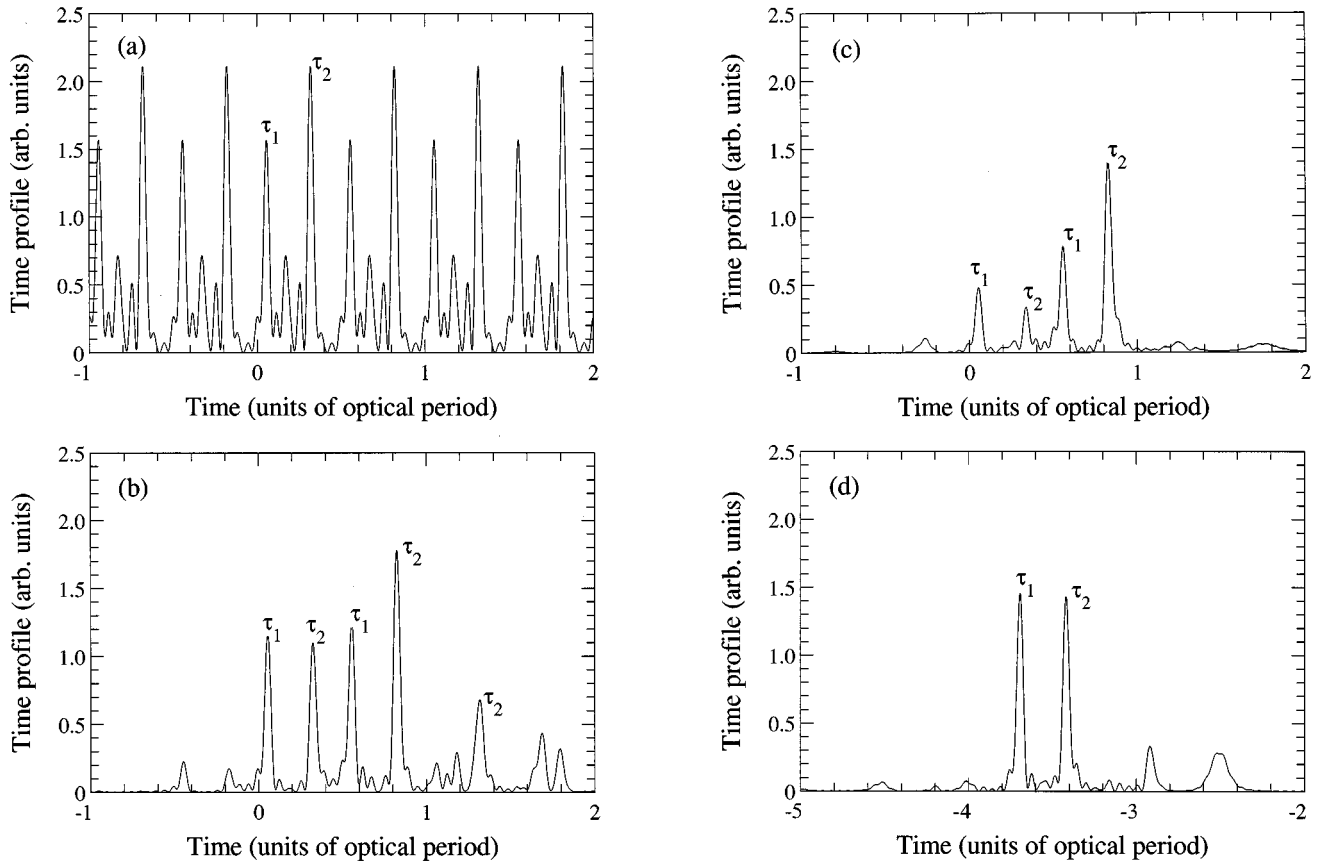 (a)
2.5
2.0
1.5
1.0
0.5
0
τ1
τ2
-1 0 1 2
Time profile (arb. units)
Time (units of optical period)
(b)
2.5
2.0
1.5
1.0
0.5
0
τ1
τ2
τ1
τ2
τ2
-1 0 1 2
Time profile (arb. units)
Time (units of optical period)
(c)
2.5
2.0
1.5
1.0
0.5
0
τ1
τ2
τ1
τ2
-1 0 1 2
Time profile (arb. units)
Time (units of optical period)
(d)
2.5
2.0
1.5
1.0
0.5
0
τ1
τ2
-5 -4 -3 -2
Time profile (arb. units)
Time (units of optical period)